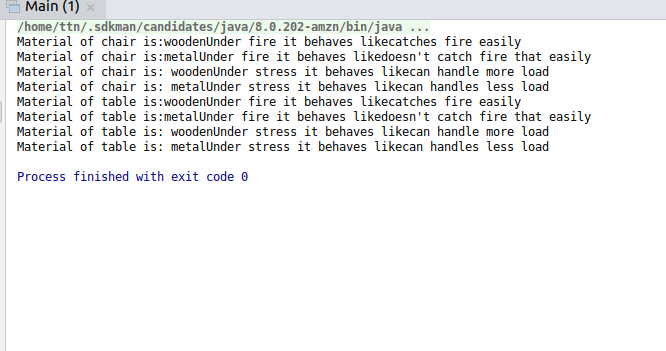 Main (1) ×
/home/ttn/.sdkman/candidates/java/8.0.202-amzn/bin/java ...
Material of chair is:woodenUnder fire it behaves likecatches fire easily
Material of chair is:metalUnder fire it behaves likedoesn't catch fire that easily
Material of chair is: woodenUnder stress it behaves likecan handle more load
Material of chair is: metalUnder stress it behaves likecan handles less load
Material of table is:woodenUnder fire it behaves likecatches fire easily
Material of table is:metalUnder fire it behaves likedoesn't catch fire that easily
Material of table is: woodenUnder stress it behaves likecan handle more load
Material of table is: metalUnder stress it behaves likecan handles less load
Process finished with exit code 0